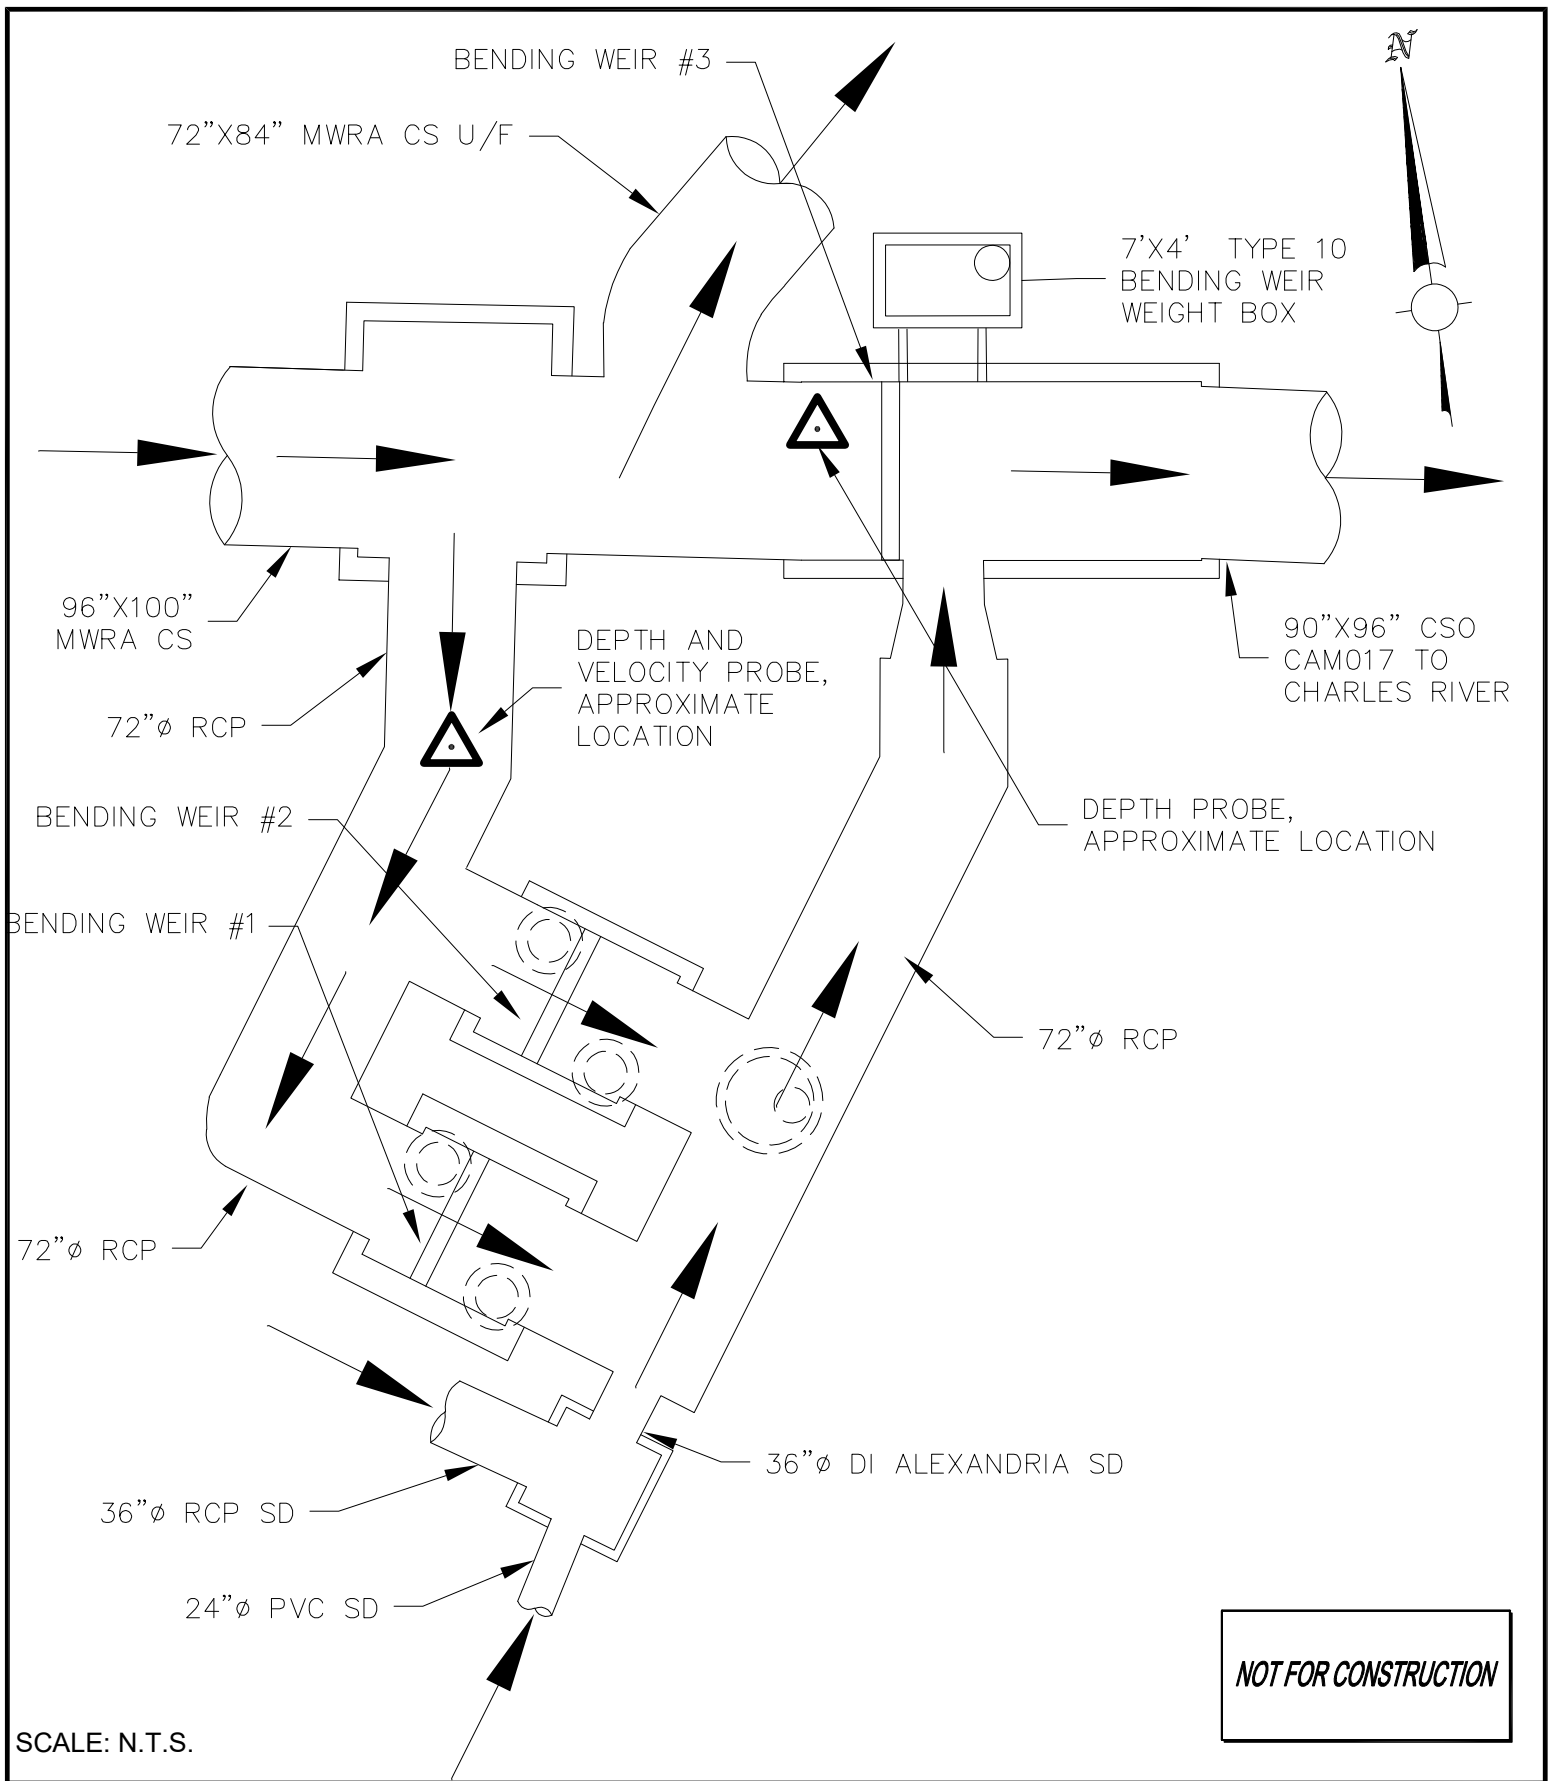 N
BENDING WEIR #3
72"X84" MWRA CS U/F
7'X4' TYPE 10
BENDING WEIR
WEIGHT BOX
96"X100"
MWRA CS
DEPTH AND
VELOCITY PROBE,
APPROXIMATE
LOCATION
90"X96" CSO
CAM017 TO
CHARLES RIVER
72"ø RCP
BENDING WEIR #2
DEPTH PROBE,
APPROXIMATE LOCATION
BENDING WEIR #1
72"ø RCP
72"ø RCP
36"ø DI ALEXANDRIA SD
36"ø RCP SD
24"ø PVC SD
NOT FOR CONSTRUCTION
SCALE: N.T.S.